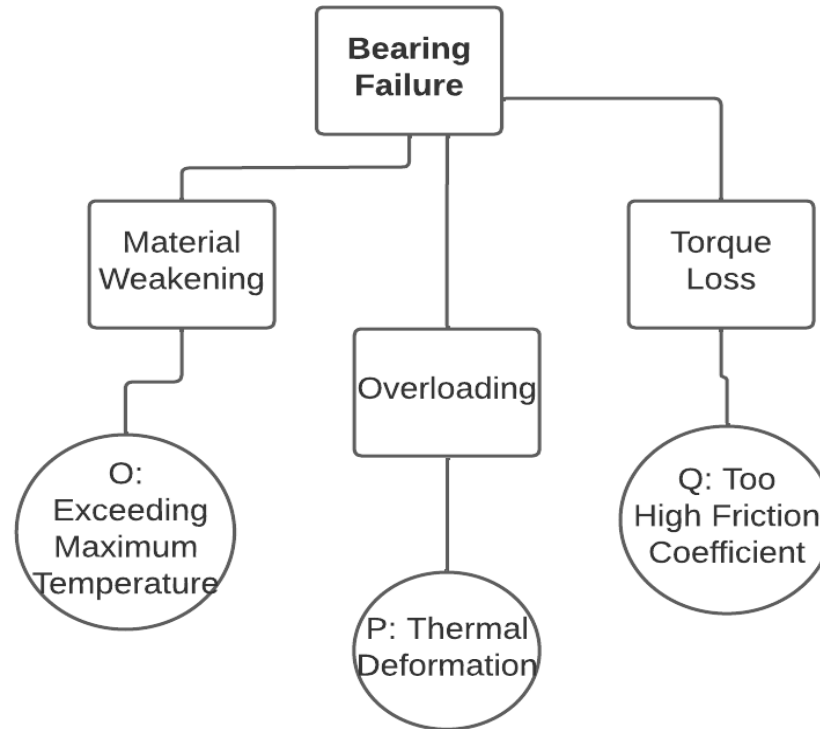 Bearing
Failure
Material
Weakening
Torque
Loss
Overloading
O:
Exceeding
Maximum
Temperature
Q: Too
High Friction
Coefficient
P: Thermal
Deformation